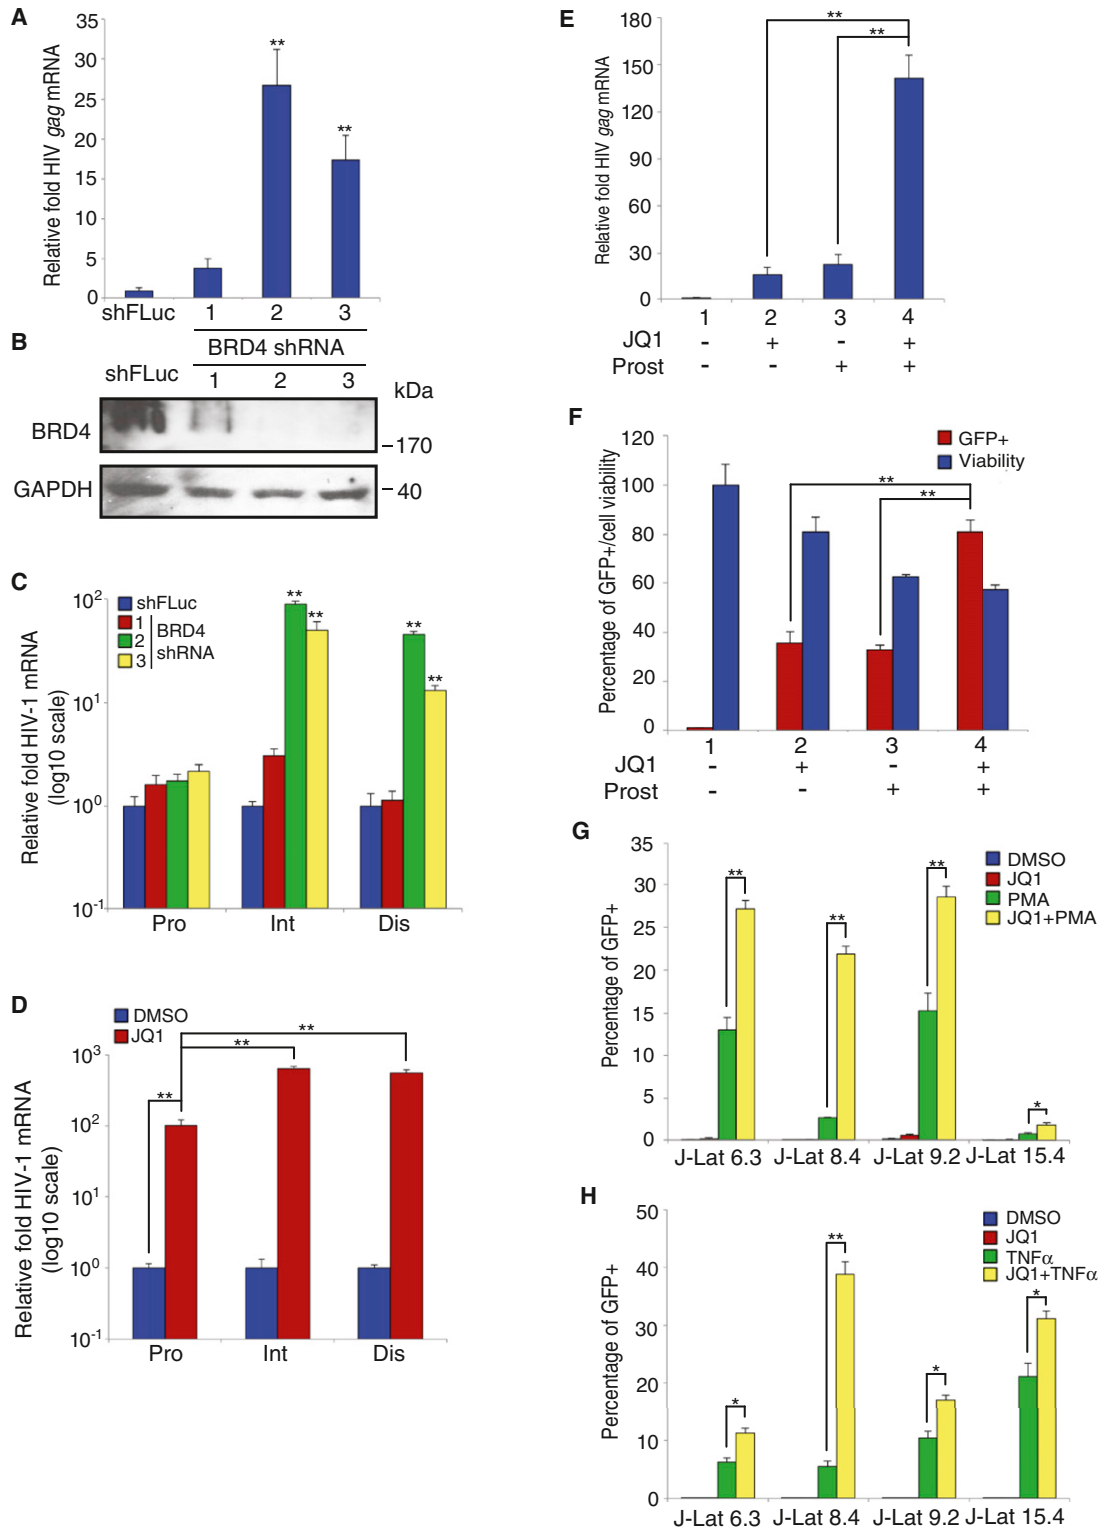 A
Relative fold HIV gag mRNA
35
30
25
20
15
10
5
0
**
**
shFLuc 1 2 3
BRD4 shRNA
B
shFLuc 1 2 3 kDa
BRD4
170
GAPDH
40
C
Relative fold HIV-1 mRNA
(log10 scale)
10²
10¹
10⁰
10⁻¹
shFLuc
1
2
3
BRD4
shRNA
**
**
**
**
Pro Int Dis
D
Relative fold HIV-1 mRNA
(log10 scale)
10³
10²
10¹
10⁰
10⁻¹
DMSO
JQ1
**
**
**
Pro Int Dis
E
Relative fold HIV gag mRNA
180
150
120
90
60
30
0
**
**
1 2 3 4
JQ1 - + - +
Prost - - + +
F
Percentage of GFP+/cell viability
120
100
80
60
40
20
0
GFP+
Viability
**
**
1 2 3 4
JQ1 - + - +
Prost - - + +
G
Percentage of GFP+
35
30
25
20
15
10
5
0
DMSO
JQ1
PMA
JQ1+PMA
**
**
**
*
J-Lat 6.3 J-Lat 8.4 J-Lat 9.2 J-Lat 15.4
H
Percentage of GFP+
50
40
30
20
10
0
DMSO
JQ1
TNFα
JQ1+TNFα
*
**
*
*
J-Lat 6.3 J-Lat 8.4 J-Lat 9.2 J-Lat 15.4